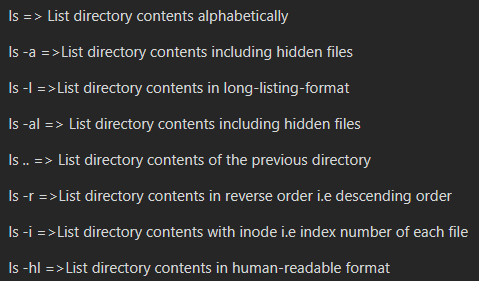 ls => List directory contents alphabetically
ls -a =>List directory contents including hidden files
ls -l =>List directory contents in long-listing-format
ls -al => List directory contents including hidden files
ls .. => List directory contents of the previous directory
ls -r =>List directory contents in reverse order i.e descending order
ls -i =>List directory contents with inode i.e index number of each file
ls -hl =>List directory contents in human-readable format